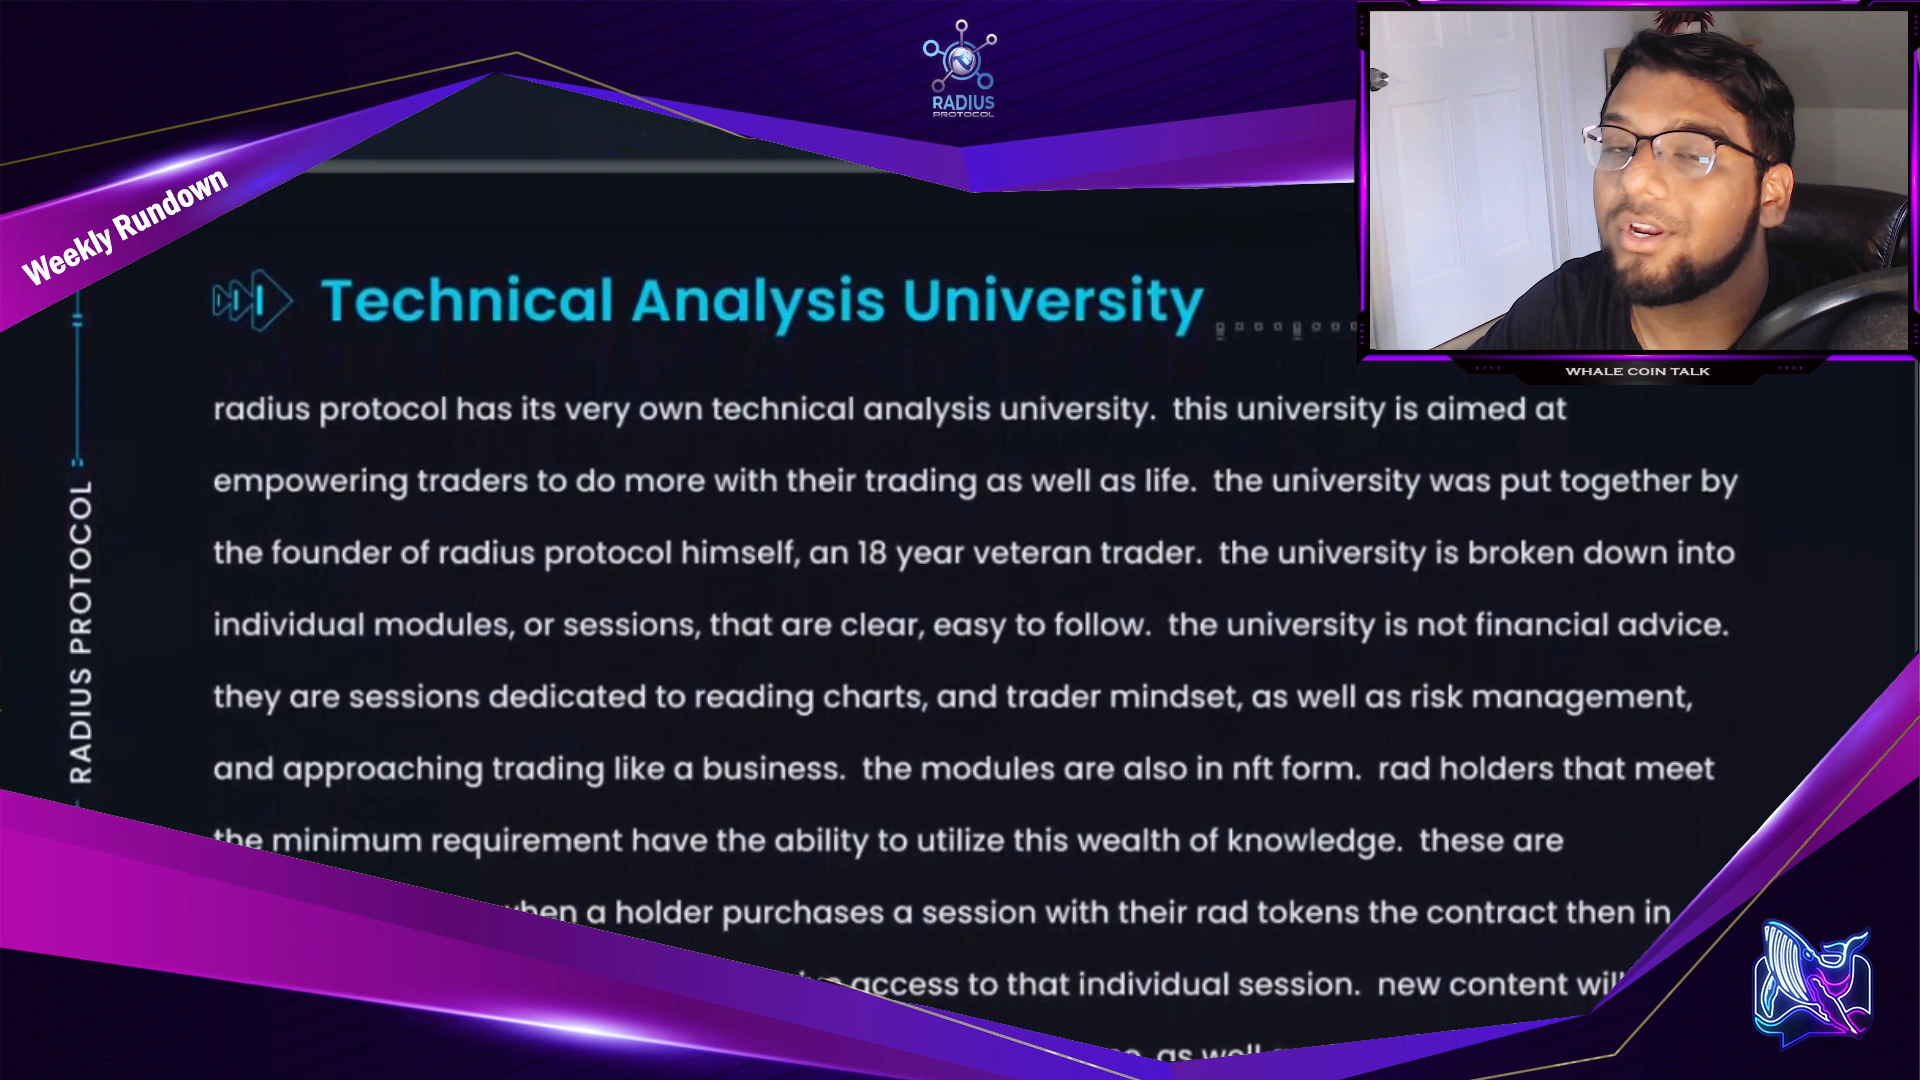 RADIUS
PROTOCOL
Weekly Rundown
WHALE COIN TALK
Technical Analysis University
RADIUS PROTOCOL
radius protocol has its very own technical analysis university. this university is aimed at
empowering traders to do more with their trading as well as life. the university was put together by
the founder of radius protocol himself, an 18 year veteran trader. the university is broken down into
individual modules, or sessions, that are clear, easy to follow. the university is not financial advice.
they are sessions dedicated to reading charts, and trader mindset, as well as risk management,
and approaching trading like a business. the modules are also in nft form. rad holders that meet
the minimum requirement have the ability to utilize this wealth of knowledge. these are
when a holder purchases a session with their rad tokens the contract then in
access to that individual session. new content will
as well